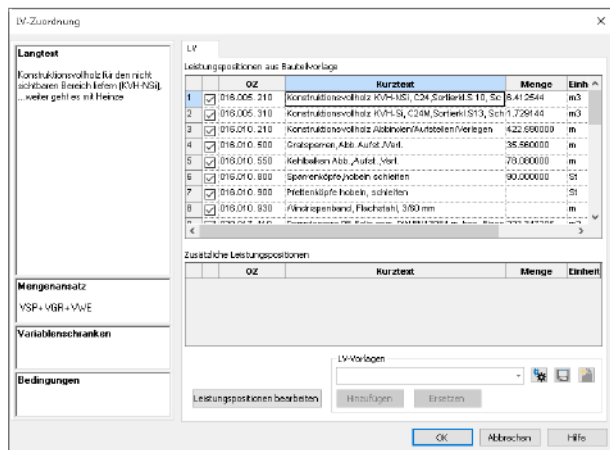 LV-Zuordnung
Langtext
Konstruktionsvollholz für den nicht
sichtbaren Bereich liefern (KVH-NSi),
...weiter geht es mit Heinze
Mengenansatz
VSP+VGR+VWE
Variablenschranken
Bedingungen
LV
Leistungspositionen aus Bauteilvorlage
OZ Kurztext Menge Einh
1 016.005. 210 Konstruktionsvollholz KVH-NSi, C24,Sortierkl.S 10, Sc 6.412544 m3
2 016.005. 310 Konstruktionsvollholz KVH-Si, C24M,Sortierkl.S13, Sch 1.729144 m3
3 016.010. 210 Konstruktionsvollholz Abbinden/Aufstellen/Verlegen 422.690000 m
4 016.010. 500 Gratsparren, Abb. Aufst./Verl. 35.560000 m
5 016.010. 550 Kehlbalken Abb.,Aufst.,Verl. 78.080000 m
6 016.010. 800 Sparrenköpfe,hobeln schleifen 90.000000 St
7 016.010. 900 Pfettenköpfe hobeln, schleifen St
8 016.010. 930 Windrispenband, Flachstahl, 3/60 mm m
Zusätzliche Leistungspositionen
OZ Kurztext Menge Einheit
LV-Vorlagen
Leistungspositionen bearbeiten
Hinzufügen Ersetzen
OK Abbrechen Hilfe